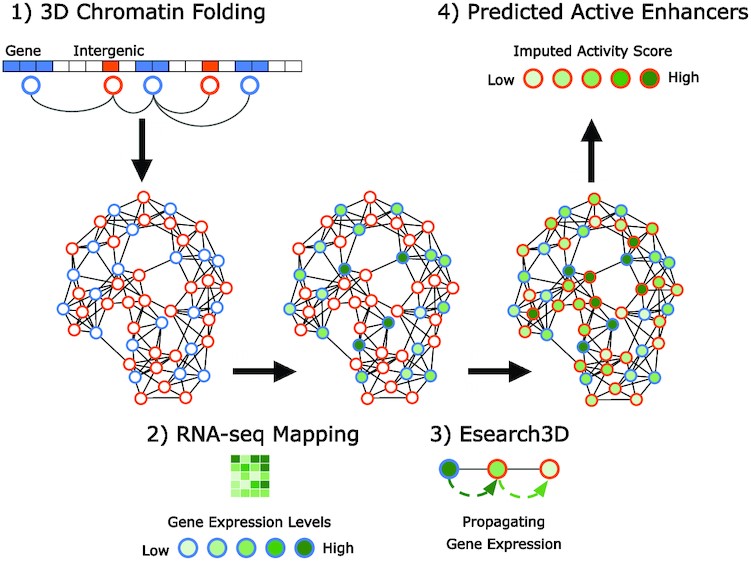 1) 3D Chromatin Folding
Gene Intergenic
4) Predicted Active Enhancers
Imputed Activity Score
Low High
2) RNA-seq Mapping
Gene Expression Levels
Low High
3) Esearch3D
Propagating
Gene Expression